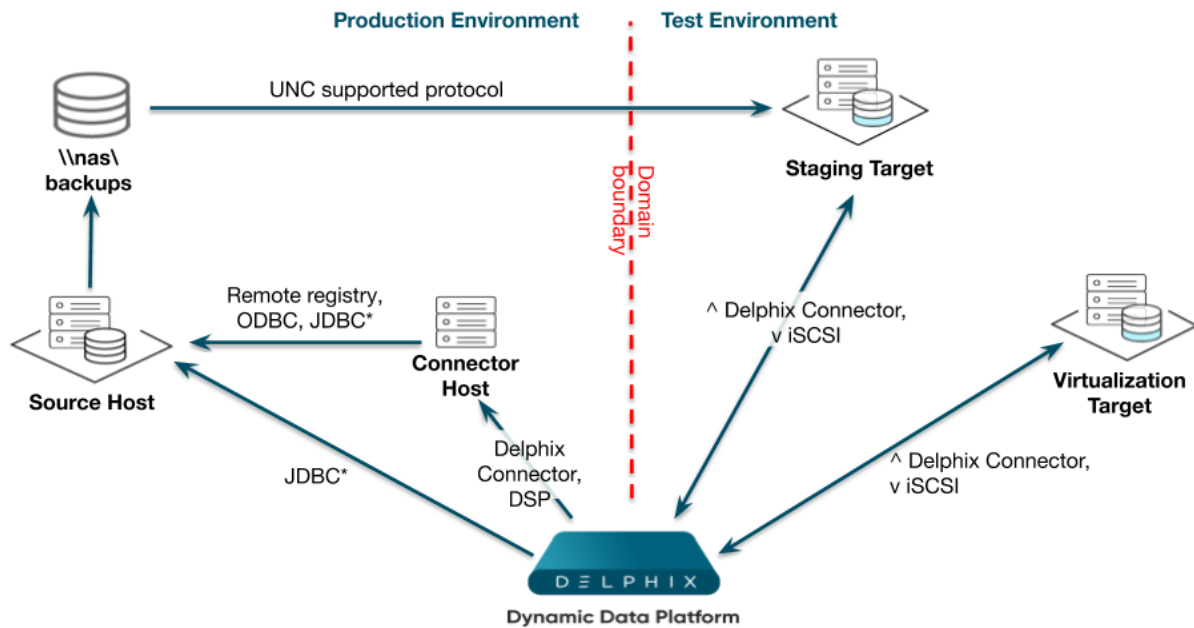 Production Environment
Test Environment
UNC supported protocol
\\nas\
backups
Staging Target
Domain
boundary
Remote registry,
ODBC, JDBC*
Connector
Host
Source Host
^ Delphix Connector,
v iSCSI
Virtualization
Target
JDBC*
Delphix
Connector,
DSP
^ Delphix Connector,
v iSCSI
DELPHIX
Dynamic Data Platform